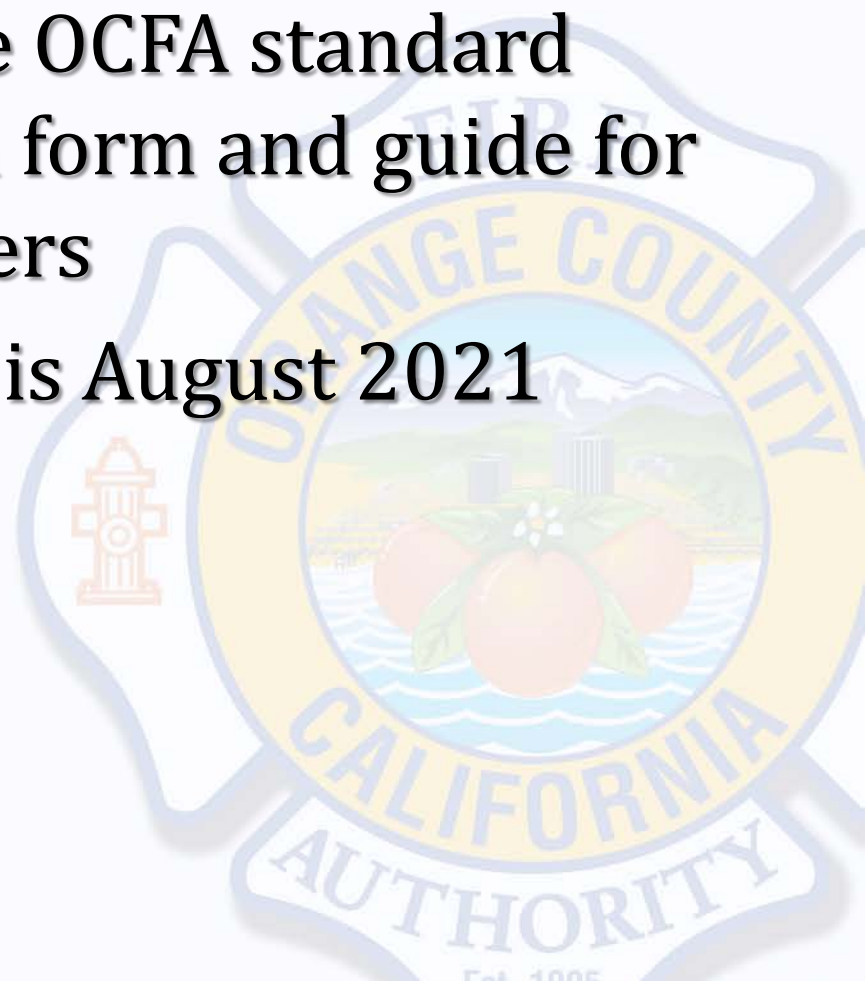 e OCFA standard
form and guide for
ers
is August 2021
FIRE
ORANGE COUNTY
CALIFORNIA
AUTHORITY